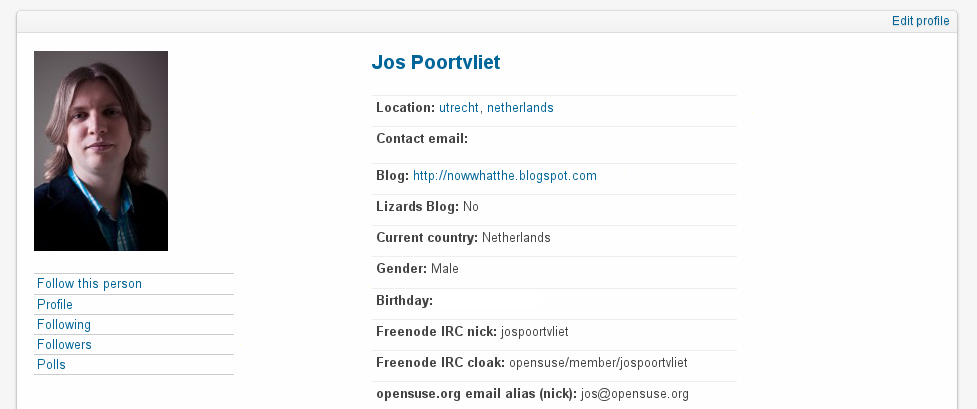 Edit profile
Jos Poortvliet
Location: utrecht, netherlands
Contact email:
Blog: http://nowwhatthe.blogspot.com
Lizards Blog: No
Current country: Netherlands
Gender: Male
Birthday:
Freenode IRC nick: jospoortvliet
Freenode IRC cloak: opensuse/member/jospoortvliet
opensuse.org email alias (nick): jos@opensuse.org
Follow this person
Profile
Following
Followers
Polls